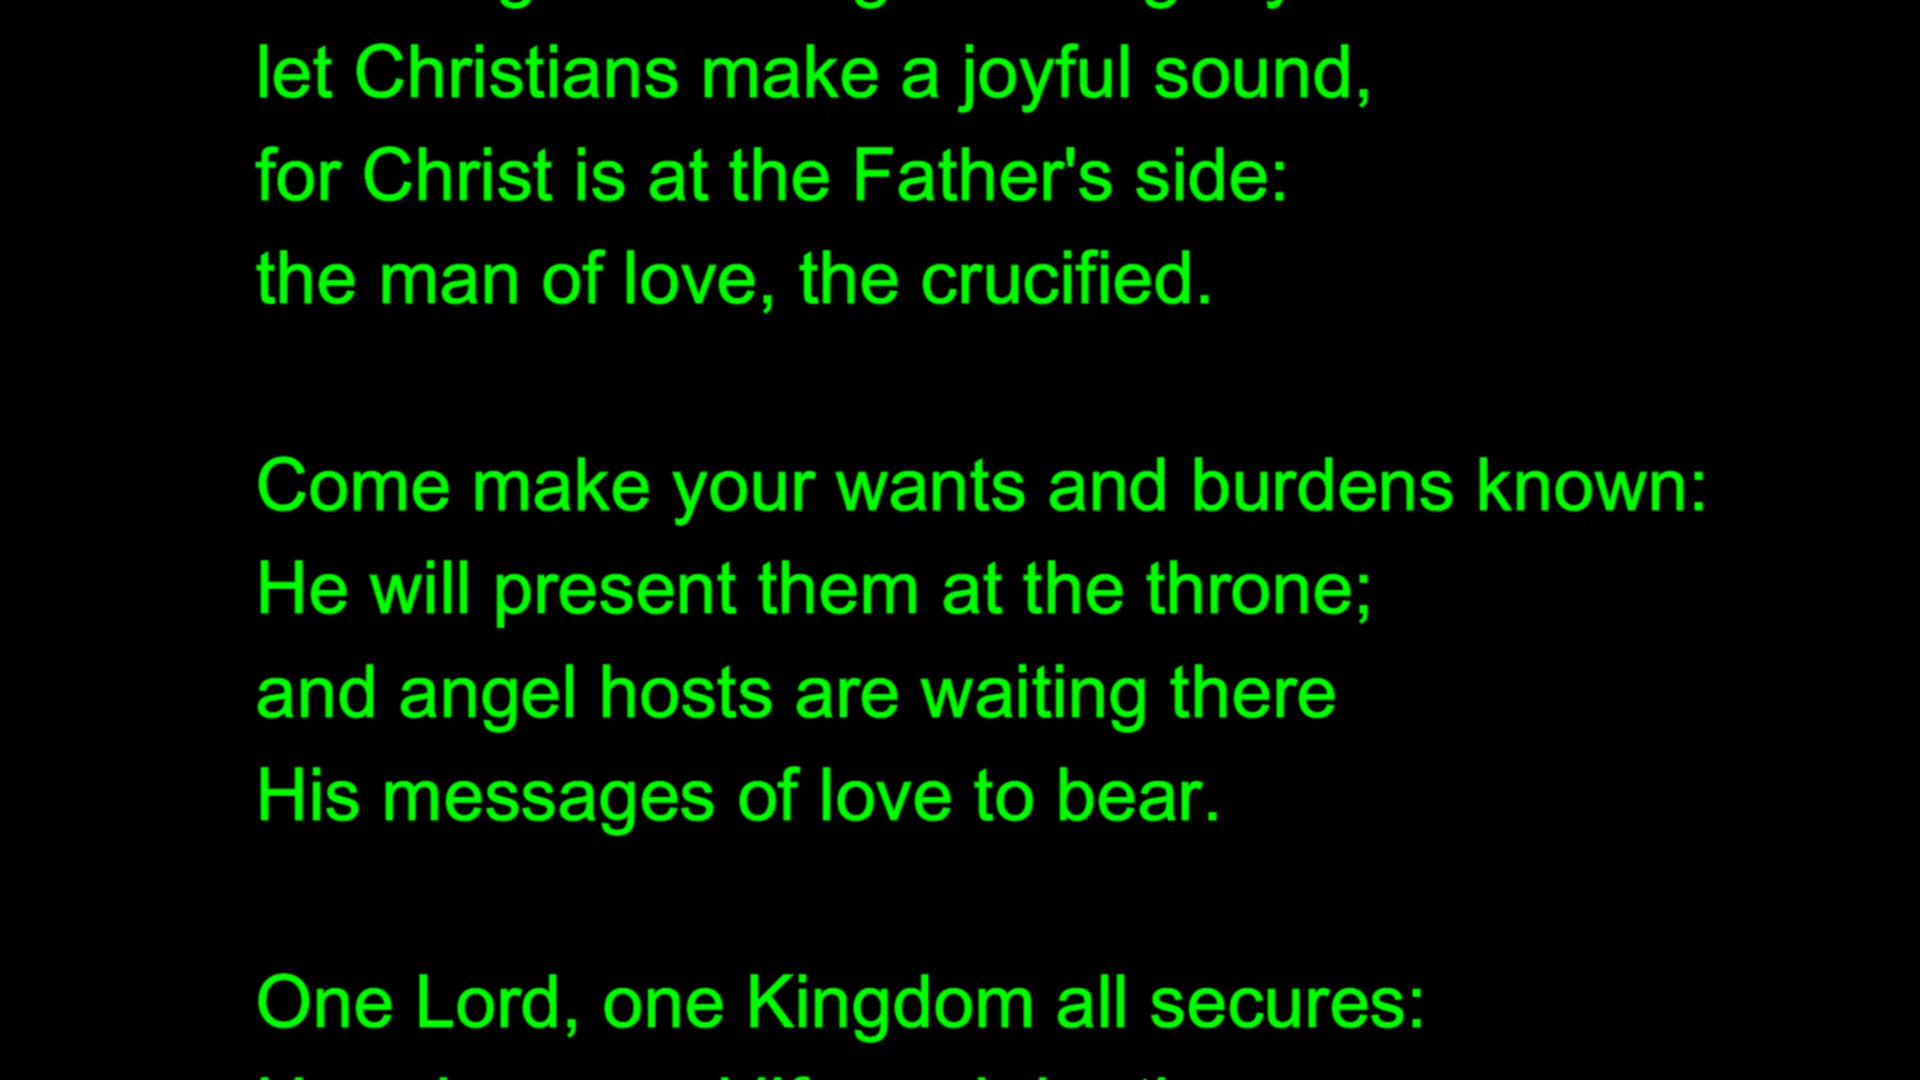 let Christians make a joyful sound,
for Christ is at the Father's side:
the man of love, the crucified.
Come make your wants and burdens known:
He will present them at the throne;
and angel hosts are waiting there
His messages of love to bear.
One Lord, one Kingdom all secures: